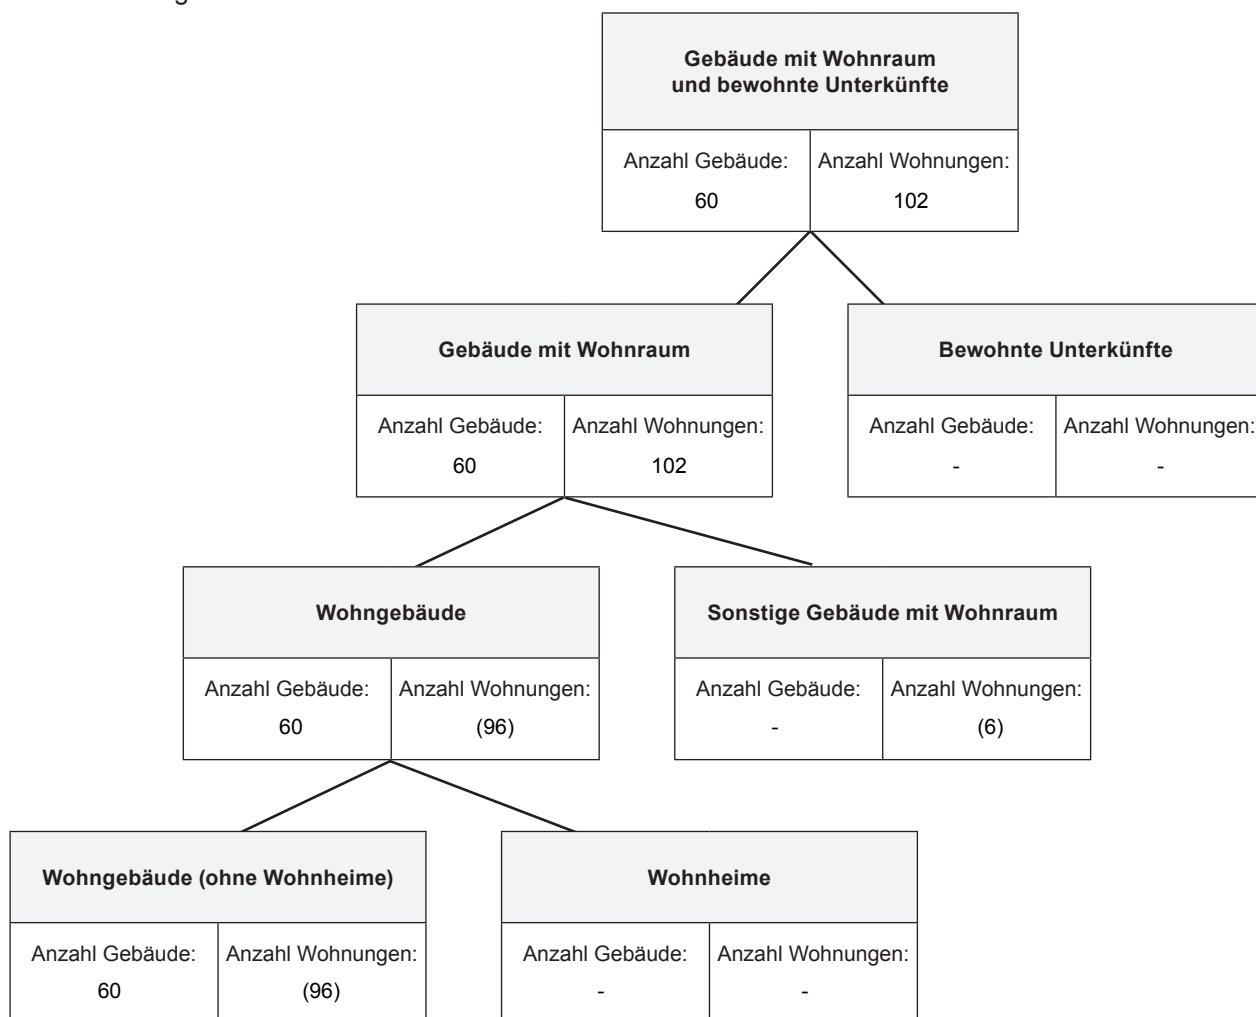 Gebäude mit Wohnraum
und bewohnte Unterkünfte
Anzahl Gebäude: Anzahl Wohnungen:
60 102
Gebäude mit Wohnraum
Bewohnte Unterkünfte
Anzahl Gebäude: Anzahl Wohnungen:
60 102
Anzahl Gebäude: Anzahl Wohnungen:
- -
Wohngebäude
Sonstige Gebäude mit Wohnraum
Anzahl Gebäude: Anzahl Wohnungen:
60 (96)
Anzahl Gebäude: Anzahl Wohnungen:
- (6)
Wohngebäude (ohne Wohnheime)
Wohnheime
Anzahl Gebäude: Anzahl Wohnungen:
60 (96)
Anzahl Gebäude: Anzahl Wohnungen:
- -